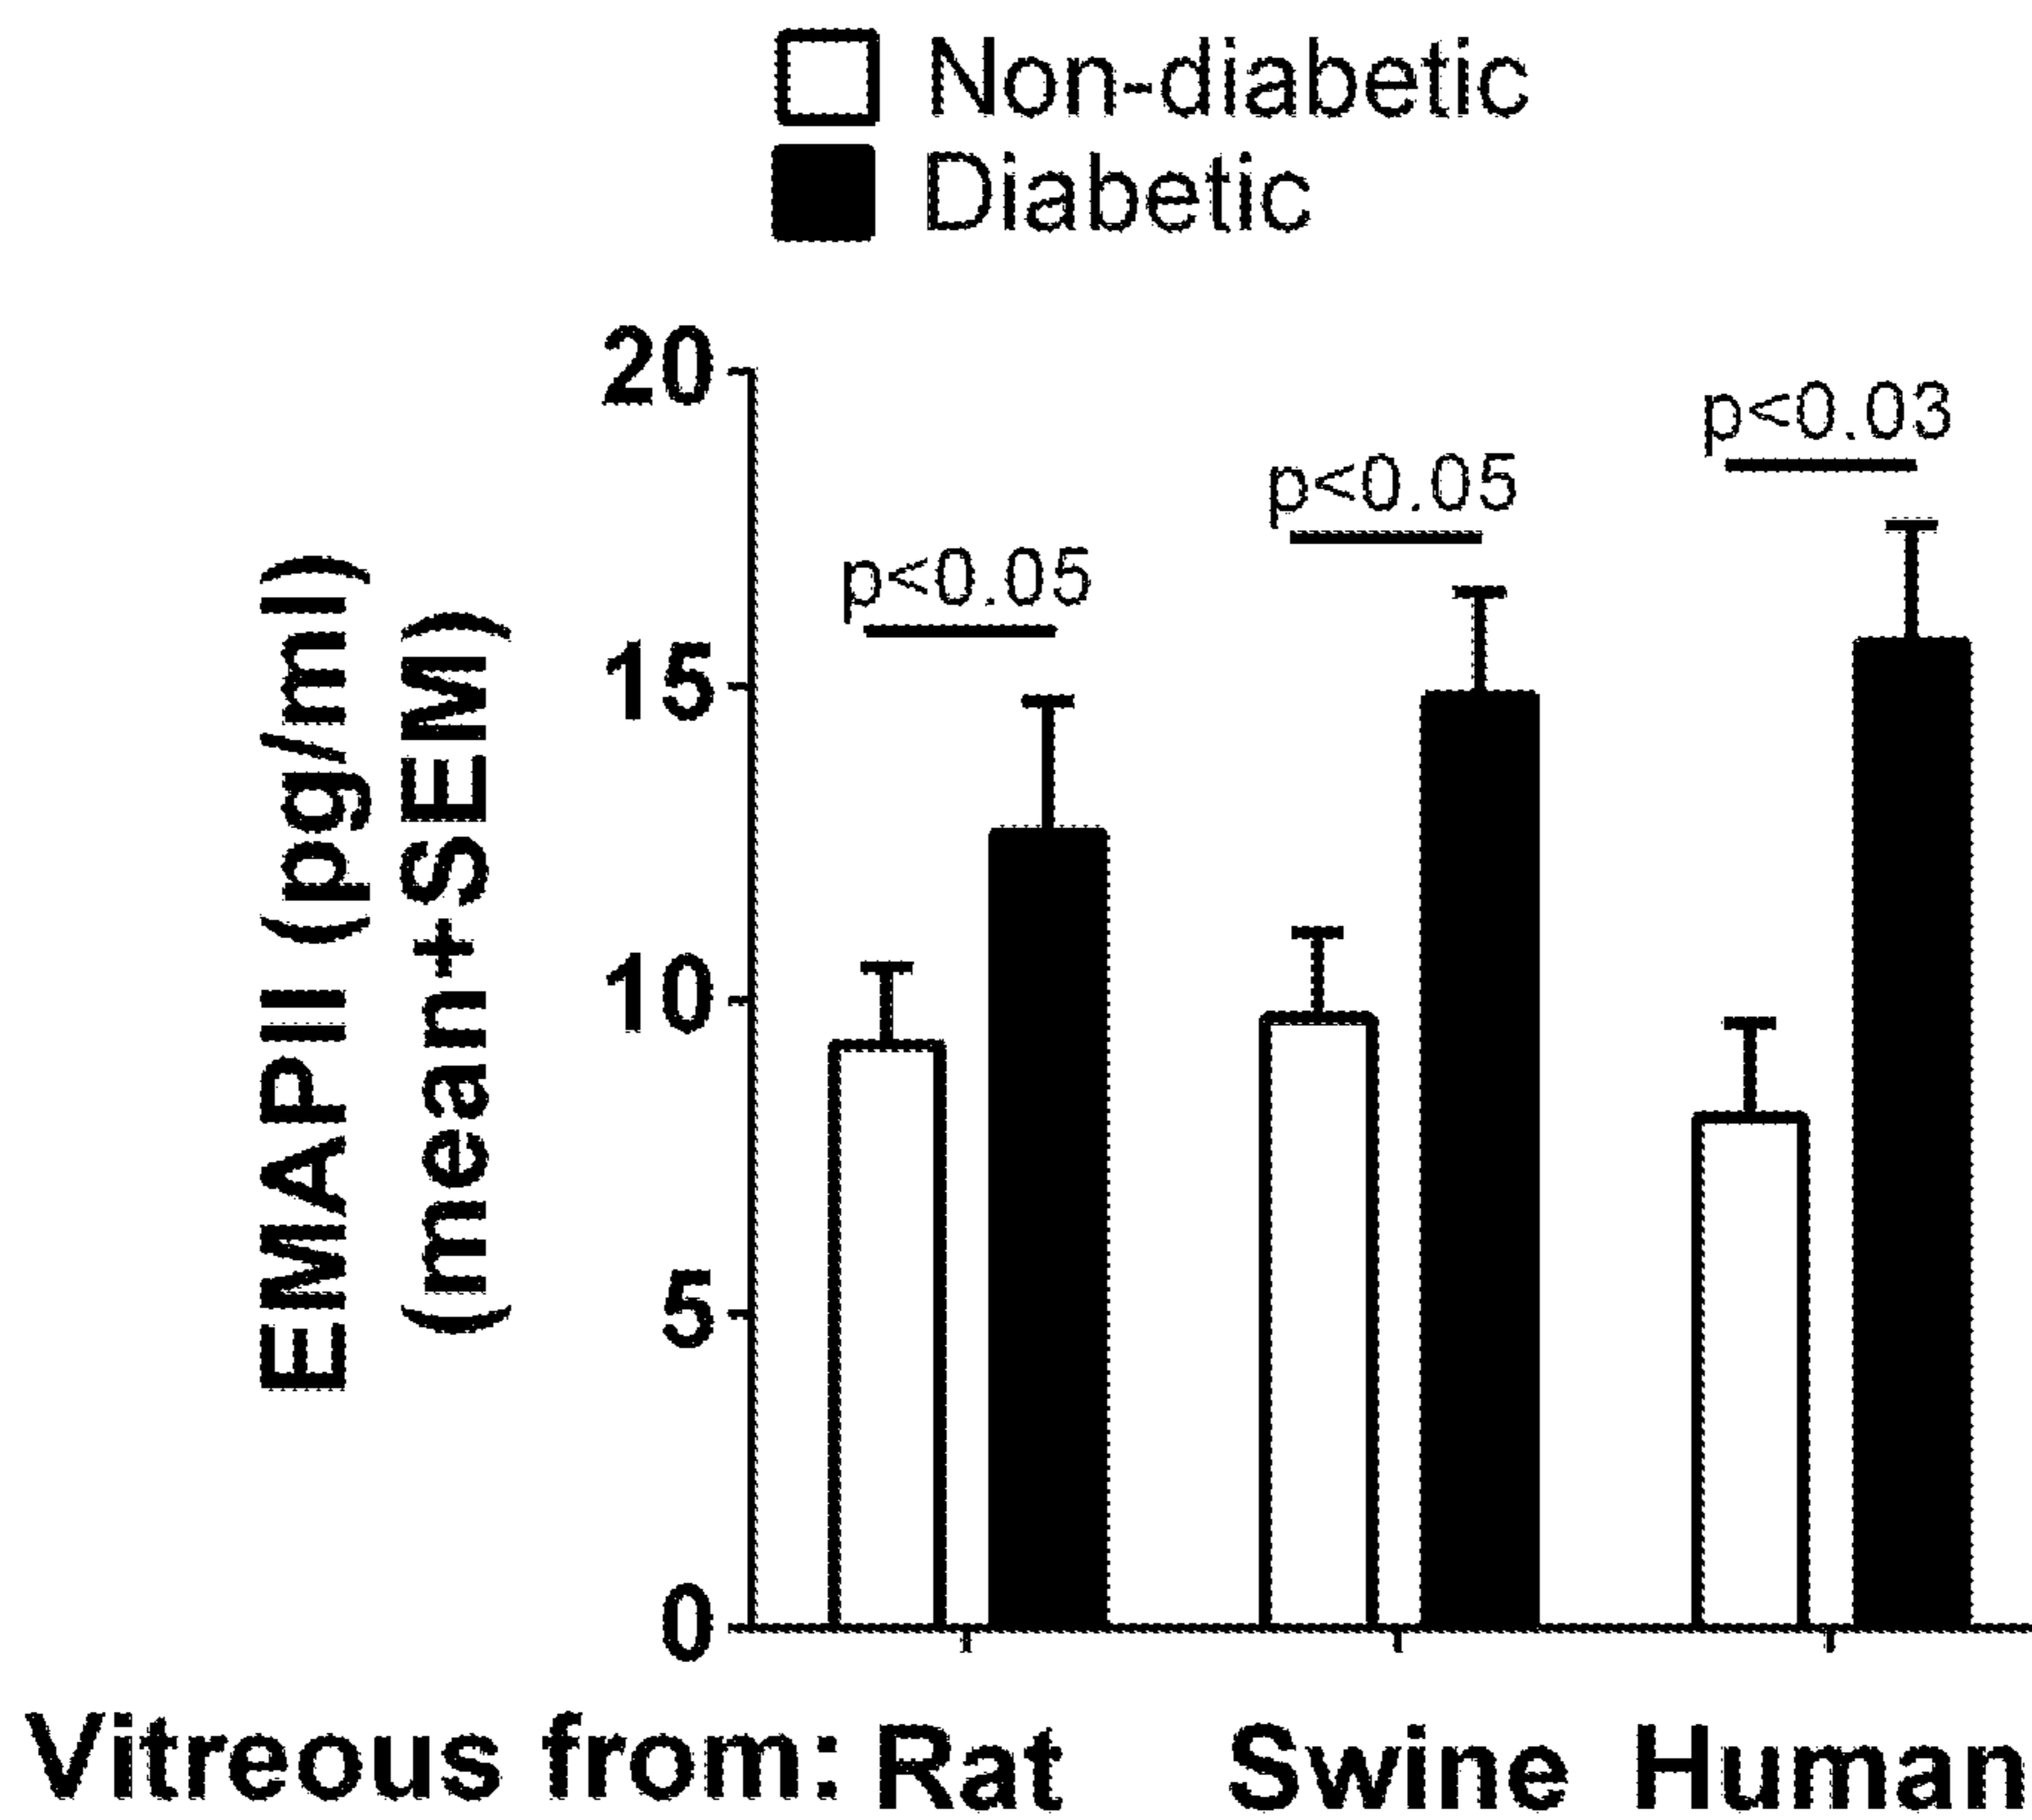 Non-diabetic
Diabetic
EMAPII (pg/ml)
(mean+SEM)
20
15
10
5
0
p<0.05
p<0.05
p<0.03
Vitreous from: Rat Swine Human